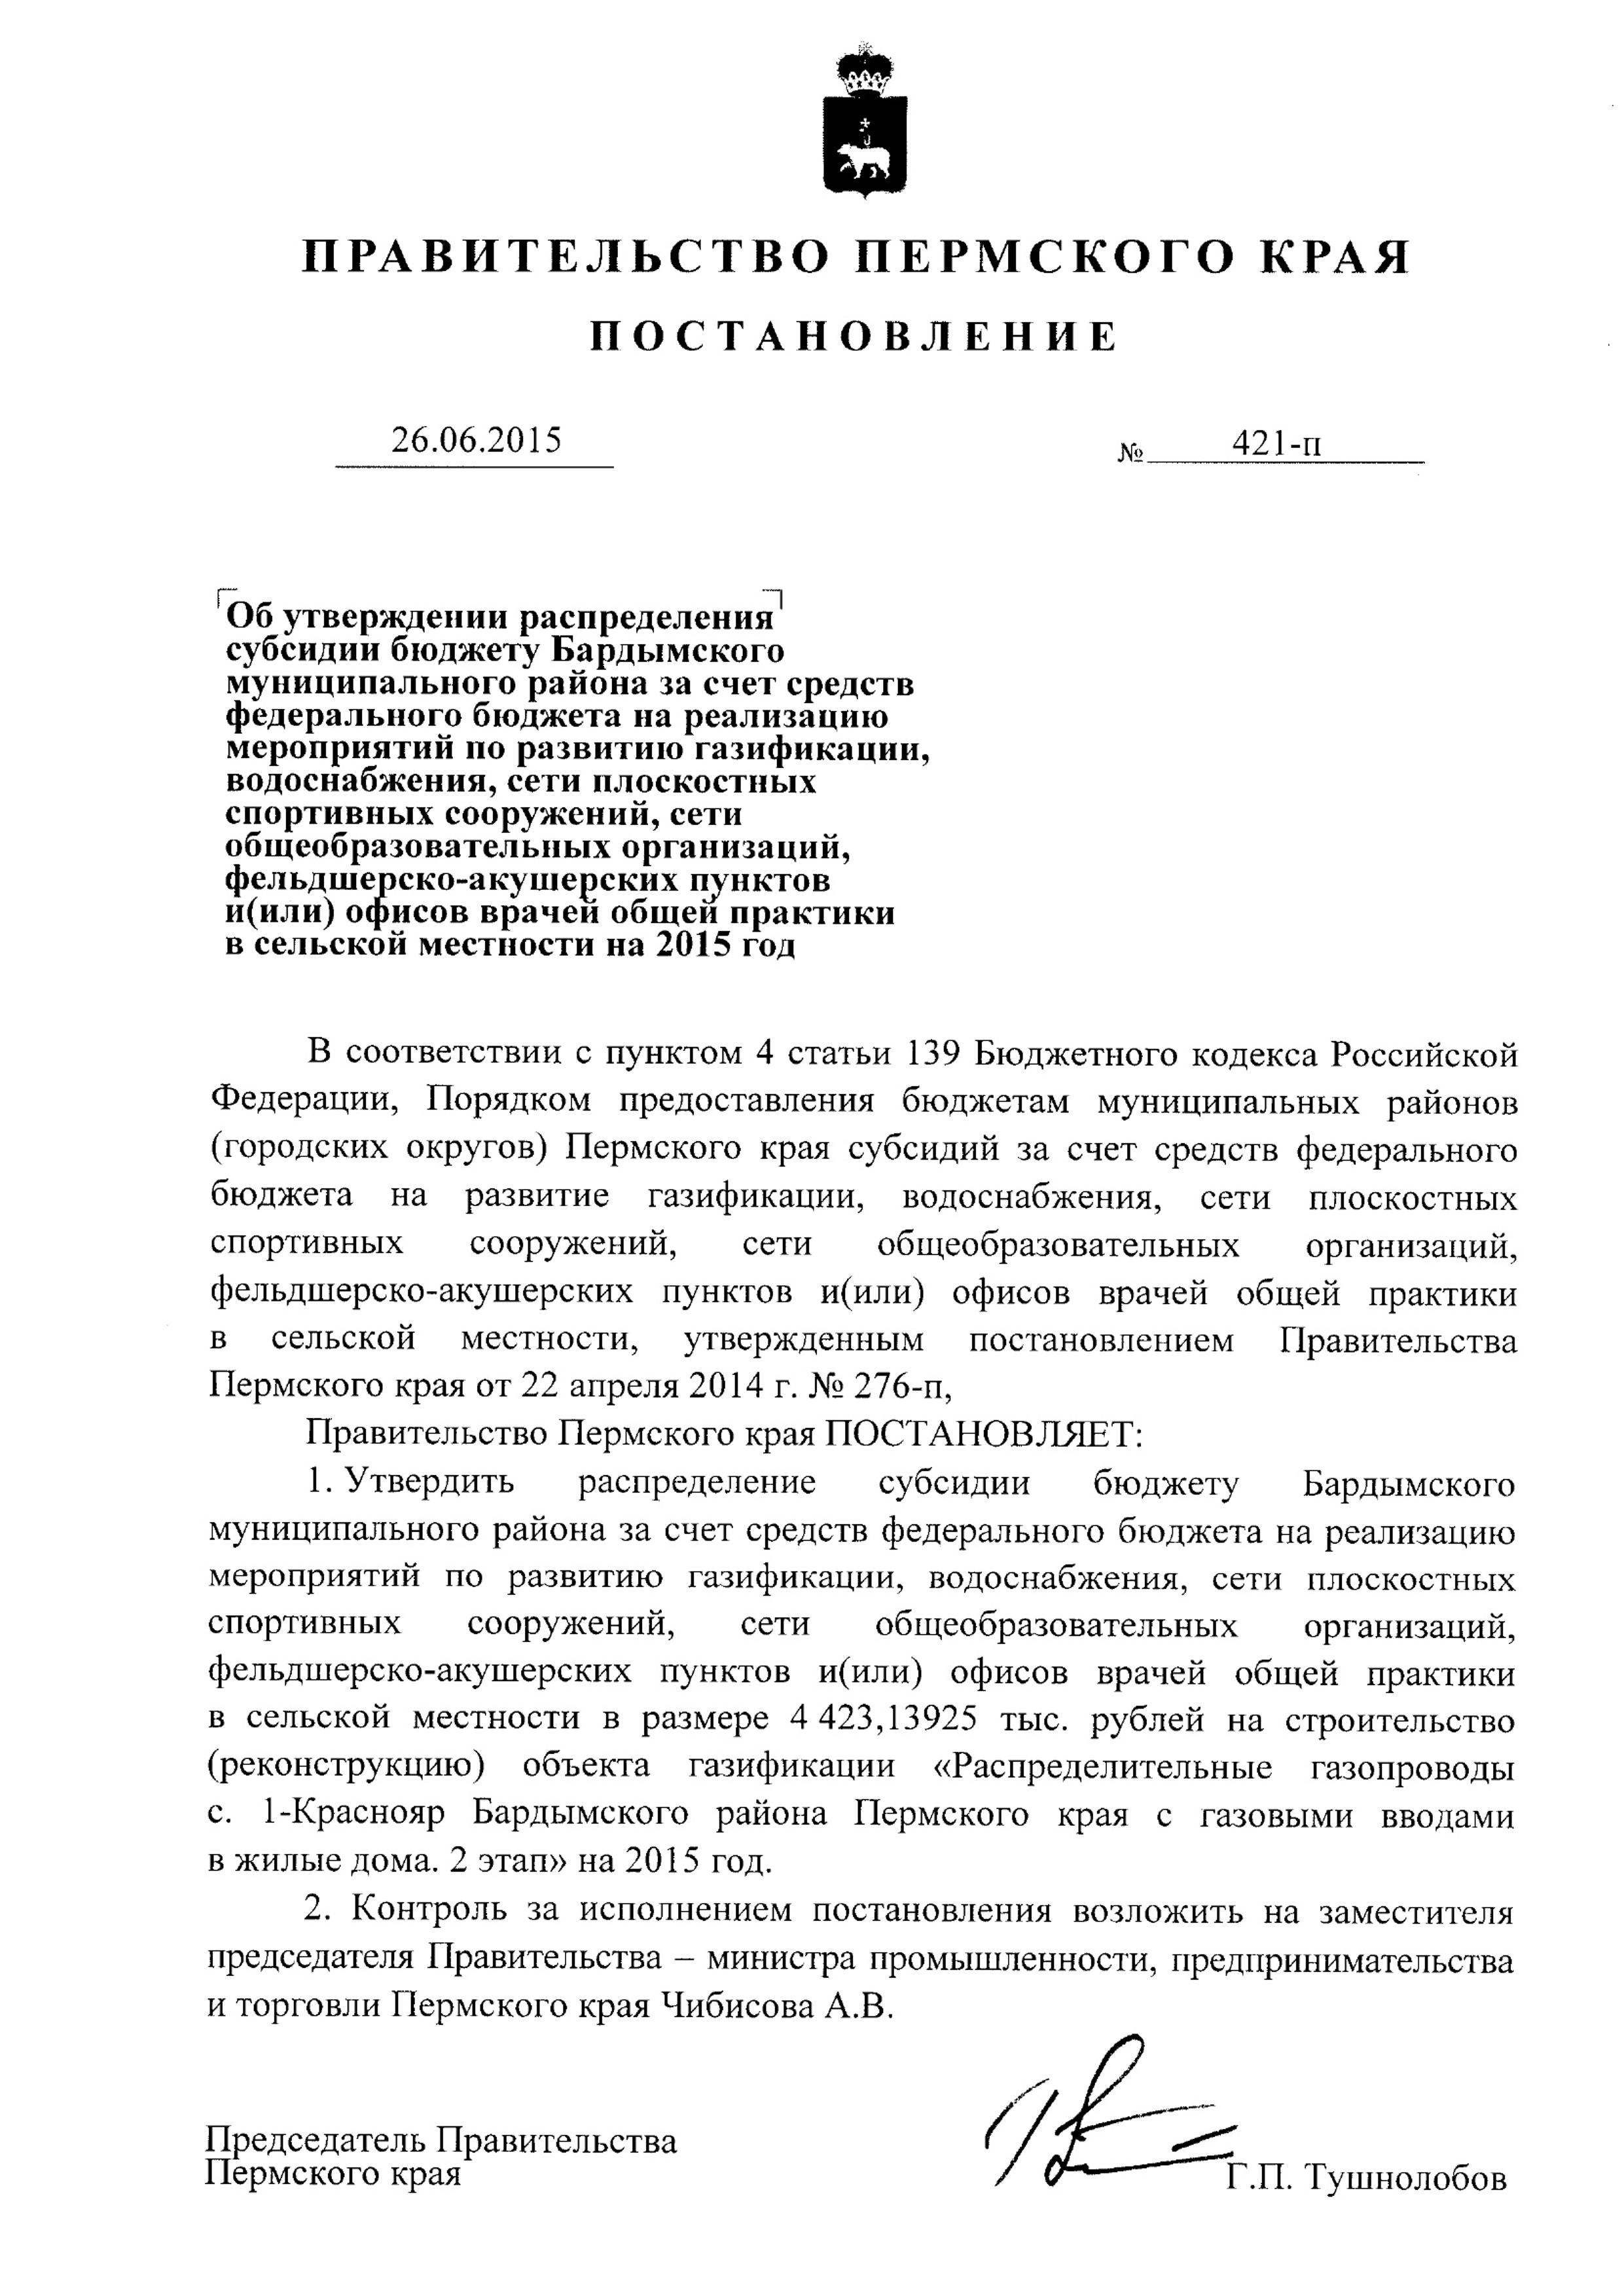 ПРАВИТЕЛЬСТВО ПЕРМСКОГО КРАЯ
ПОСТАНОВЛЕНИЕ
26.06.2015
№ 421-п
Об утверждении распределения
субсидии бюджету Бардымского
муниципального района за счет средств
федерального бюджета на реализацию
мероприятий по развитию газификации,
водоснабжения, сети плоскостных
спортивных сооружений, сети
общеобразовательных организаций,
фельдшерско-акушерских пунктов
и(или) офисов врачей общей практики
в сельской местности на 2015 год
В соответствии с пунктом 4 статьи 139 Бюджетного кодекса Российской
Федерации, Порядком предоставления бюджетам муниципальных районов
(городских округов) Пермского края субсидий за счет средств федерального
бюджета на развитие газификации, водоснабжения, сети плоскостных
спортивных сооружений, сети общеобразовательных организаций,
фельдшерско-акушерских пунктов и(или) офисов врачей общей практики
в сельской местности, утвержденным постановлением Правительства
Пермского края от 22 апреля 2014 г. № 276-п,
Правительство Пермского края ПОСТАНОВЛЯЕТ:
1. Утвердить распределение субсидии бюджету Бардымского
муниципального района за счет средств федерального бюджета на реализацию
мероприятий по развитию газификации, водоснабжения, сети плоскостных
спортивных сооружений, сети общеобразовательных организаций,
фельдшерско-акушерских пунктов и(или) офисов врачей общей практики
в сельской местности в размере 4 423,13925 тыс. рублей на строительство
(реконструкцию) объекта газификации «Распределительные газопроводы
с. 1-Краснояр Бардымского района Пермского края с газовыми вводами
в жилые дома. 2 этап» на 2015 год.
2. Контроль за исполнением постановления возложить на заместителя
председателя Правительства – министра промышленности, предпринимательства
и торговли Пермского края Чибисова А.В.
Председатель Правительства
Пермского края
Г.П. Тушнолобов